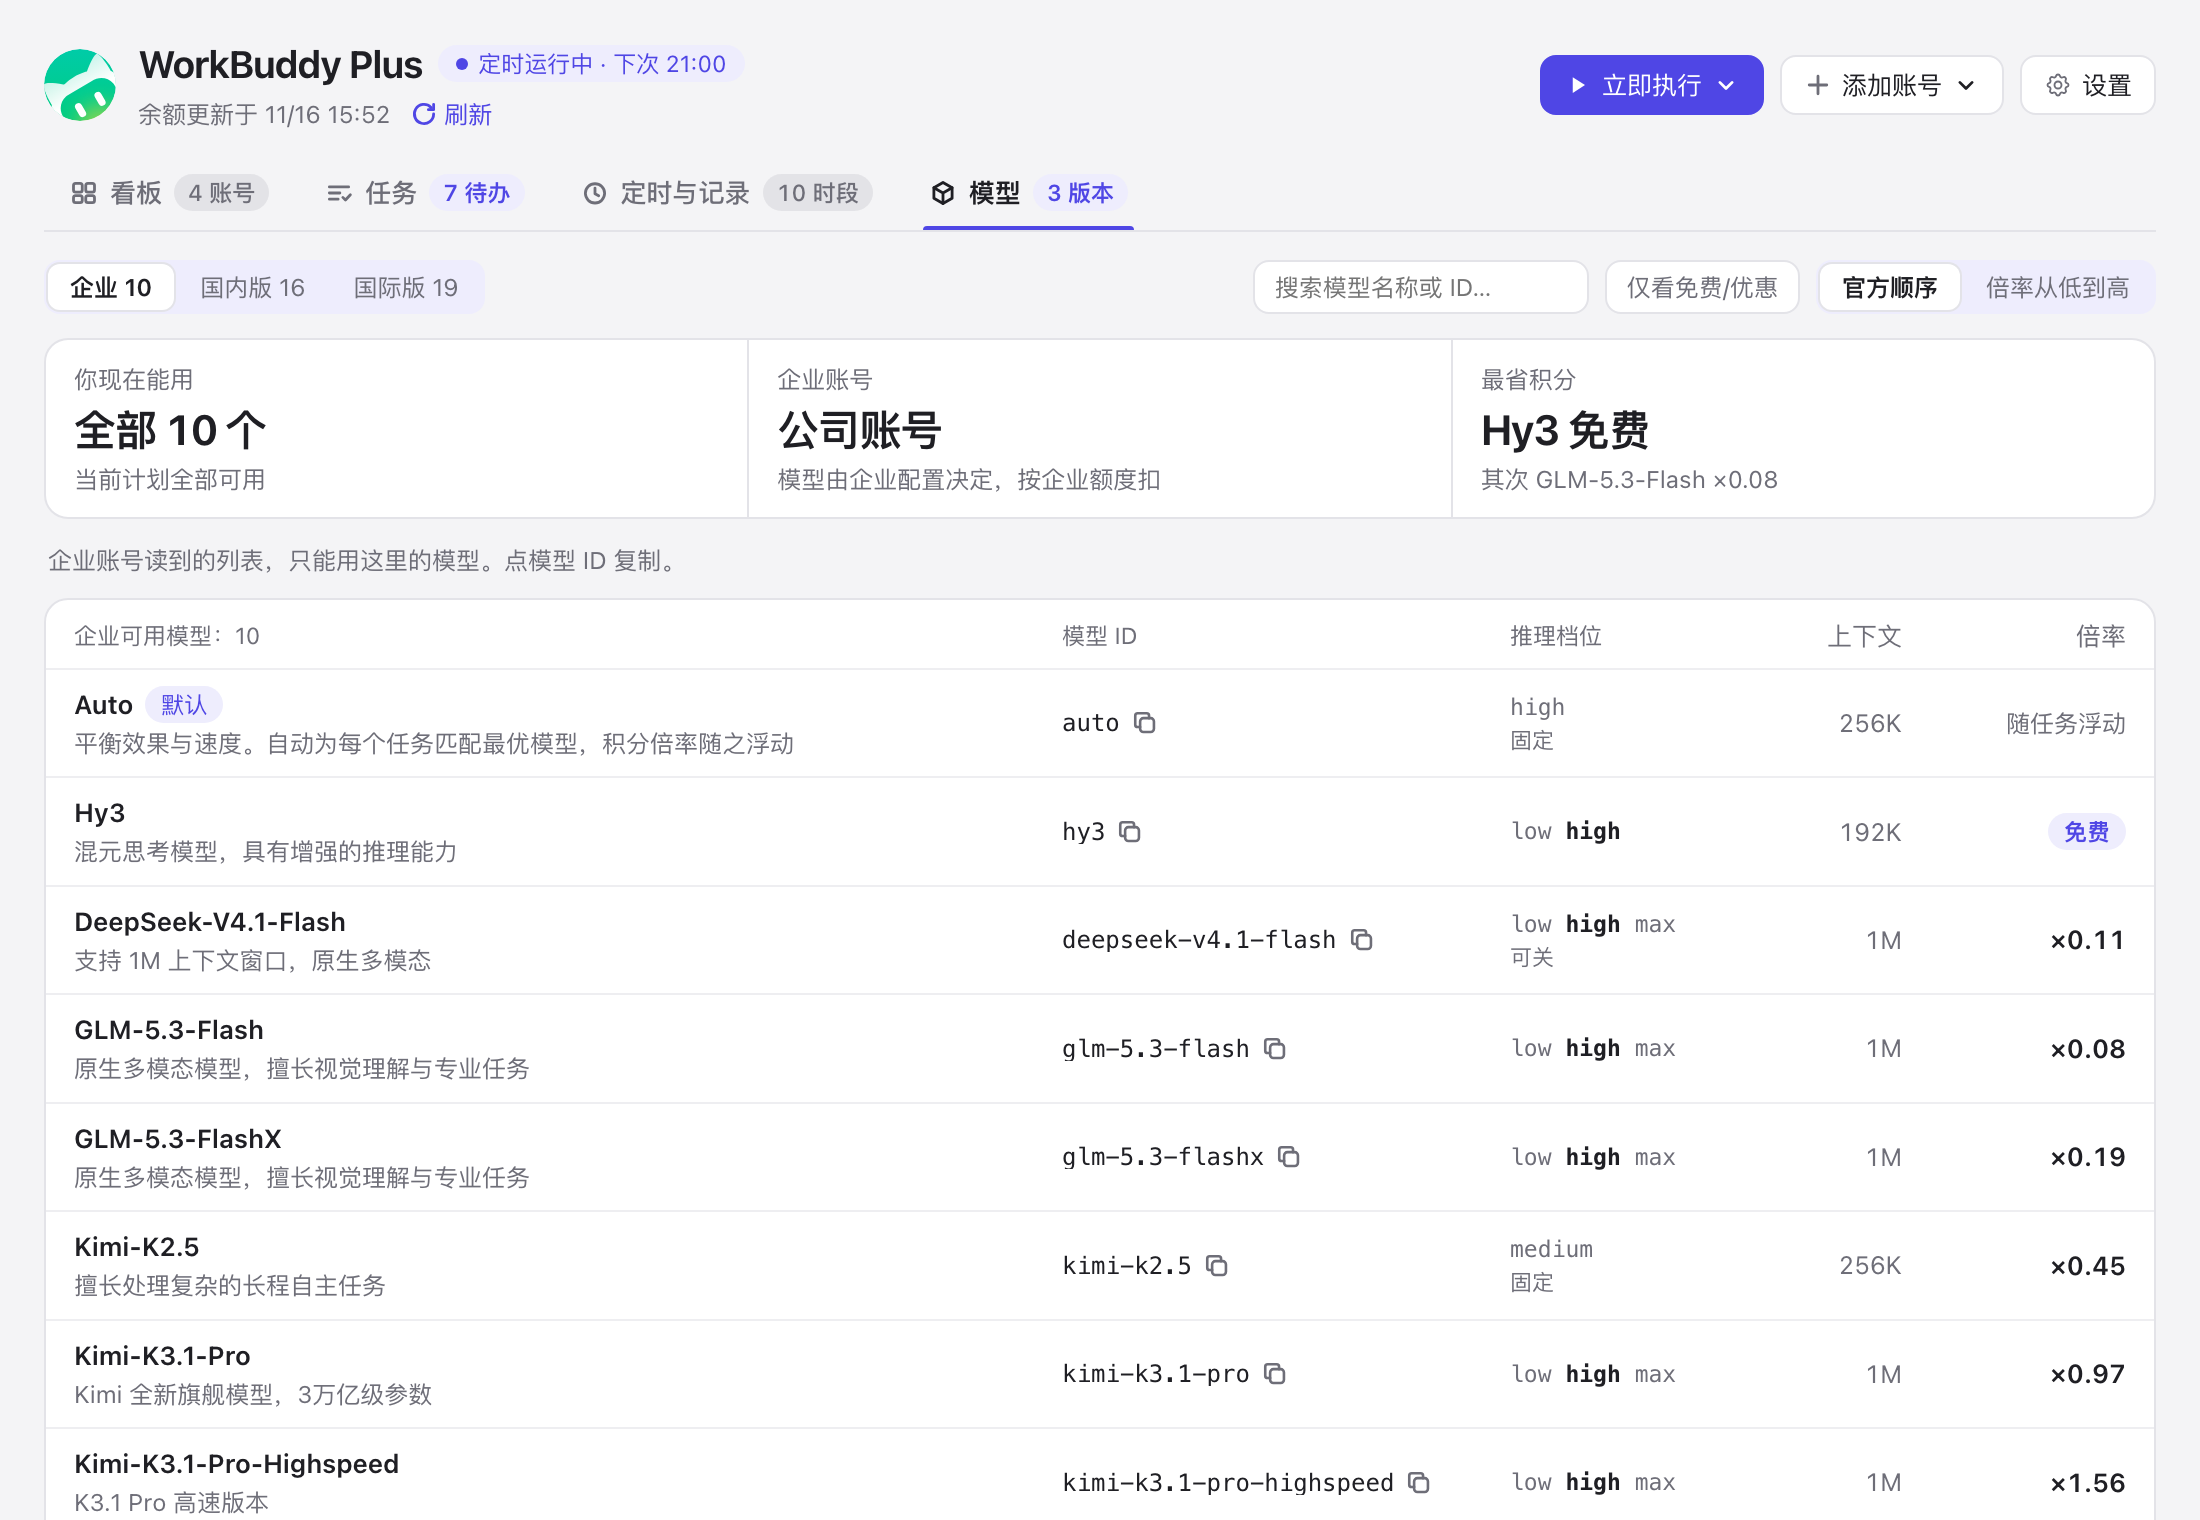 WorkBuddy Plus 定时运行中 · 下次 21:00
余额更新于 11/16 15:52 刷新
立即执行 添加账号 设置
看板 4 账号 任务 7 待办 定时与记录 10 时段 模型 3 版本
企业 10 国内版 16 国际版 19 搜索模型名称或 ID... 仅看免费/优惠 官方顺序 倍率从低到高
你现在能用
全部 10 个
当前计划全部可用
企业账号
公司账号
模型由企业配置决定，按企业额度扣
最省积分
Hy3 免费
其次 GLM-5.3-Flash ×0.08
企业账号读到的列表，只能用这里的模型。点模型 ID 复制。
企业可用模型：10 模型 ID 推理档位 上下文 倍率
Auto 默认
平衡效果与速度。自动为每个任务匹配最优模型，积分倍率随之浮动
auto
high
固定
256K
随任务浮动
Hy3
混元思考模型，具有增强的推理能力
hy3
low high
192K
免费
DeepSeek-V4.1-Flash
支持 1M 上下文窗口，原生多模态
deepseek-v4.1-flash
low high max
可关
1M
×0.11
GLM-5.3-Flash
原生多模态模型，擅长视觉理解与专业任务
glm-5.3-flash
low high max
1M
×0.08
GLM-5.3-FlashX
原生多模态模型，擅长视觉理解与专业任务
glm-5.3-flashx
low high max
1M
×0.19
Kimi-K2.5
擅长处理复杂的长程自主任务
kimi-k2.5
medium
固定
256K
×0.45
Kimi-K3.1-Pro
Kimi 全新旗舰模型，3万亿级参数
kimi-k3.1-pro
low high max
1M
×0.97
Kimi-K3.1-Pro-Highspeed
K3.1 Pro 高速版本
kimi-k3.1-pro-highspeed
low high max
1M
×1.56